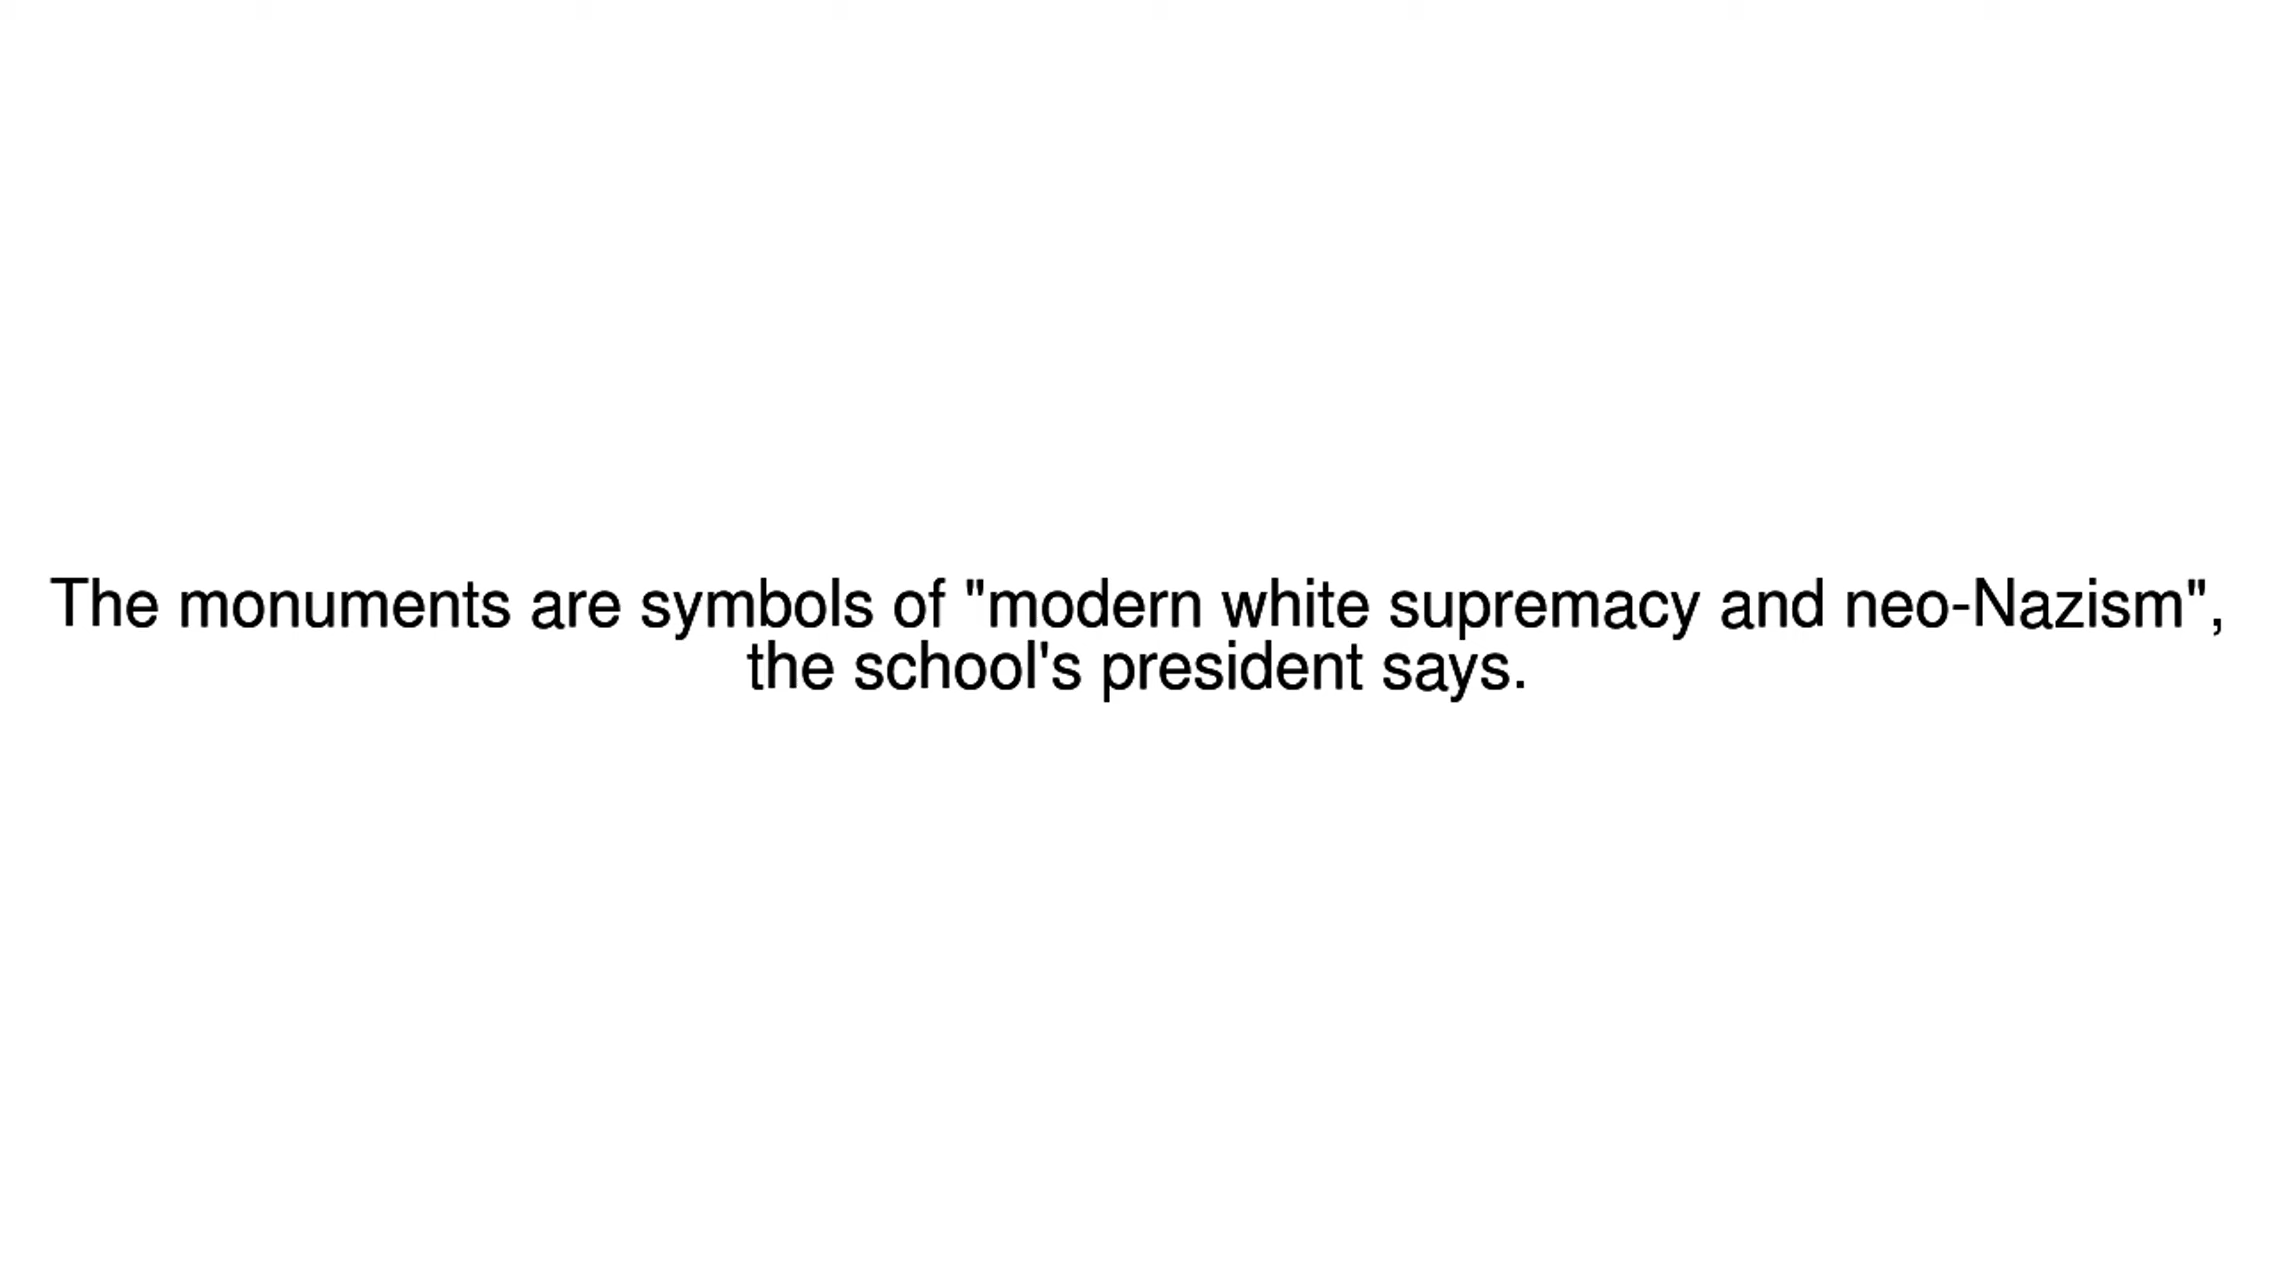 The monuments are symbols of "modern white supremacy and neo-Nazism",
the school's president says.